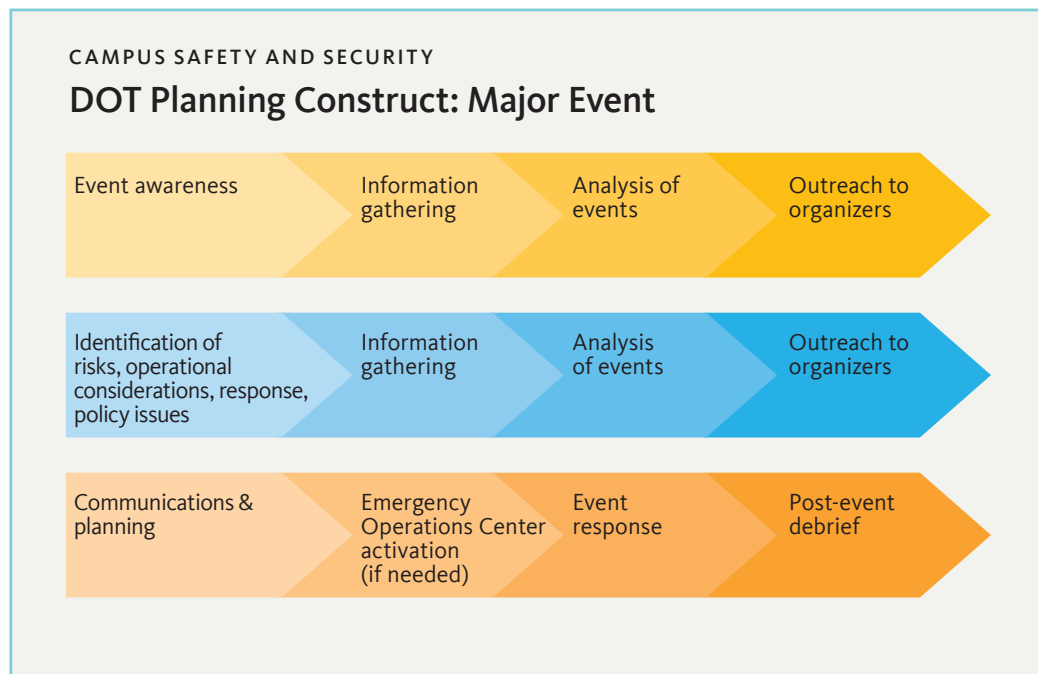 CAMPUS SAFETY AND SECURITY
DOT Planning Construct: Major Event
Event awareness
Information
gathering
Analysis of
events
Outreach to
organizers
Identification of
risks, operational
considerations, response,
policy issues
Information
gathering
Analysis
of events
Outreach to
organizers
Communications &
planning
Emergency
Operations Center
activation
(if needed)
Event
response
Post-event
debrief